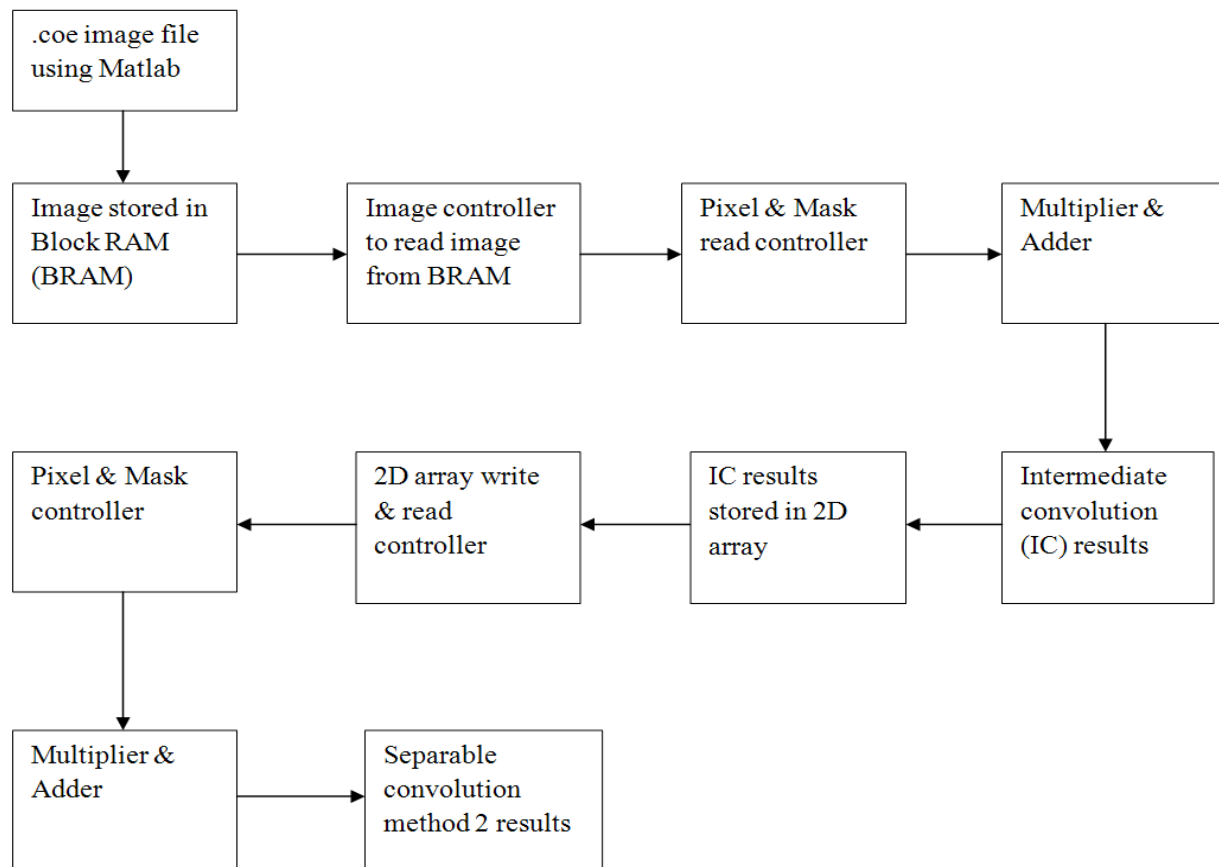 .coe image file
using Matlab
Image stored in
Block RAM
(BRAM)
Image controller
to read image
from BRAM
Pixel & Mask
read controller
Multiplier &
Adder
Intermediate
convolution
(IC) results
IC results
stored in 2D
array
2D array write
& read
controller
Pixel & Mask
controller
Multiplier &
Adder
Separable
convolution
method 2 results